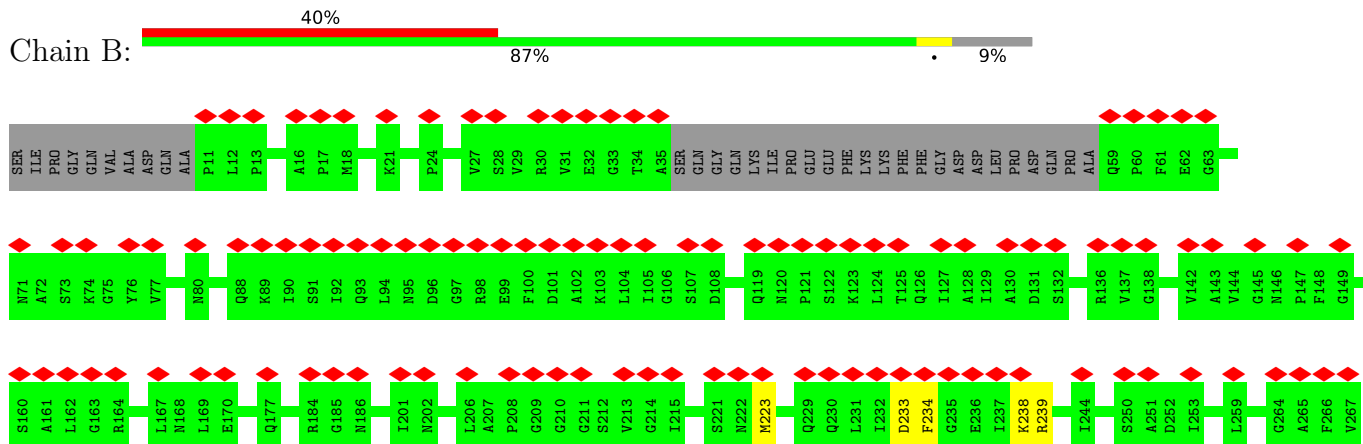 40%
Chain B:
87%
•
9%
SER ILE PRO GLY GLN VAL ALA ASP GLN ALA P11 L12 P13 A16 P17 M18 K21 P24 V27 S28 V29 R30 V31 E32 G33 T34 A35 SER GLN GLY GLN LYS ILE PRO GLU GLU PHE LYS LYS PHE PHE GLY ASP ASP LEU PRO ASP GLN PRO ALA Q59 P60 F61 E62 G63
N71 A72 S73 K74 G75 Y76 V77 N80 Q88 K89 I90 S91 I92 Q93 L94 N95 D96 G97 R98 E99 F100 D101 A102 K103 L104 I105 G106 S107 D108 Q119 N120 P121 S122 K123 L124 T125 Q126 I127 A128 I129 A130 D131 S132 R136 V137 G138 V142 A143 V144 G145 N146 P147 F148 G149
S160 A161 L162 G163 R164 L167 N168 L169 E170 Q177 R184 G185 N186 I201 N202 L206 A207 P208 G209 G210 G211 S212 V213 G214 I215 S221 N222 M223 Q229 Q230 L231 I232 D233 F234 G235 E236 I237 K238 R239 I244 S250 A251 D252 I253 L259 G264 A265 F266 V267